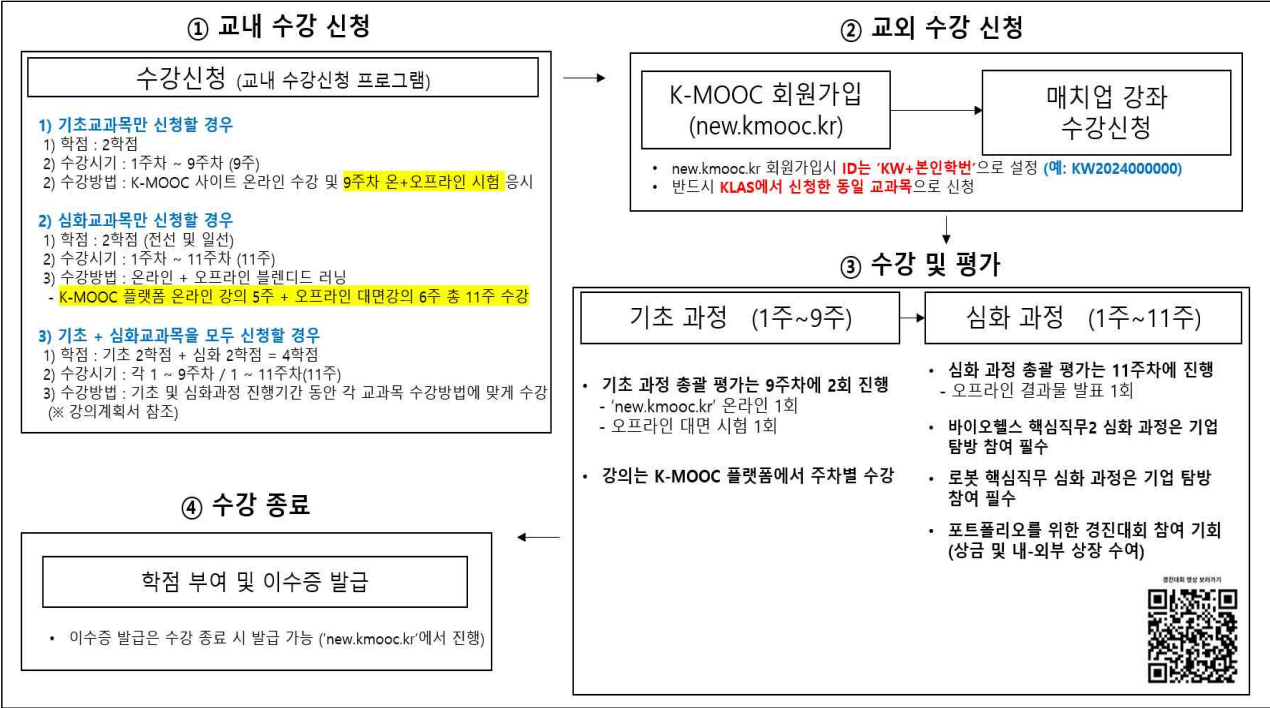 ① 교내 수강 신청
수강신청 (교내 수강신청 프로그램)
1) 기초교과목만 신청할 경우
1) 학점 : 2학점
2) 수강시기 : 1주차 ~ 9주차 (9주)
2) 수강방법 : K-MOOC 사이트 온라인 수강 및 9주차 온+오프라인 시험 응시
2) 심화교과목만 신청할 경우
1) 학점 : 2학점 (전선 및 일선)
2) 수강시기 : 1주차 ~ 11주차 (11주)
3) 수강방법 : 온라인 + 오프라인 블렌디드 러닝
- K-MOOC 플랫폼 온라인 강의 5주 + 오프라인 대면강의 6주 총 11주 수강
3) 기초 + 심화교과목을 모두 신청할 경우
1) 학점 : 기초 2학점 + 심화 2학점 = 4학점
2) 수강시기 : 각 1 ~ 9주차 / 1 ~ 11주차(11주)
3) 수강방법 : 기초 및 심화과정 진행기간 동안 각 교과목 수강방법에 맞게 수강
(※ 강의계획서 참조)
② 교외 수강 신청
K-MOOC 회원가입
(new.kmooc.kr)
매치업 강좌
수강신청
• new.kmooc.kr 회원가입시 ID는 ‘KW+본인학번’으로 설정 (예: KW2024000000)
• 반드시 KLAS에서 신청한 동일 교과목으로 신청
③ 수강 및 평가
기초 과정 (1주~9주)
• 기초 과정 총괄 평가는 9주차에 2회 진행
- ‘new.kmooc.kr’ 온라인 1회
- 오프라인 대면 시험 1회
• 강의는 K-MOOC 플랫폼에서 주차별 수강
심화 과정 (1주~11주)
• 심화 과정 총괄 평가는 11주차에 진행
- 오프라인 결과물 발표 1회
• 바이오헬스 핵심직무2 심화 과정은 기업
탐방 참여 필수
• 로봇 핵심직무 심화 과정은 기업 탐방
참여 필수
• 포트폴리오를 위한 경진대회 참여 기회
(상금 및 내-외부 상장 수여)
경진대회 영상 보러가기
④ 수강 종료
학점 부여 및 이수증 발급
• 이수증 발급은 수강 종료 시 발급 가능 (‘new.kmooc.kr’에서 진행)